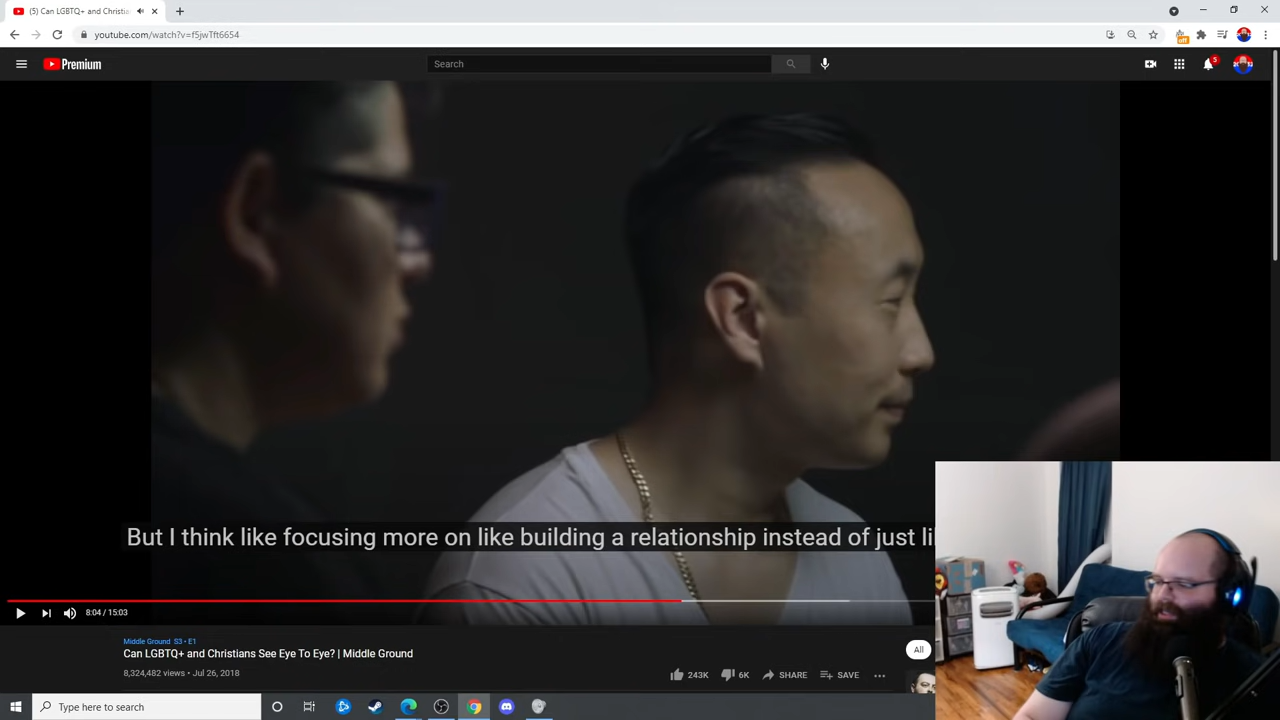 (5) Can LGBTQ+ and Christia
youtube.com/watch?v=f5jwTft6654
off
Premium
Search
5
But I think like focusing more on like building a relationship instead of just li
8:04 / 15:03
Middle Ground S3 • E1
Can LGBTQ+ and Christians See Eye To Eye? | Middle Ground
All
8,324,482 views • Jul 26, 2018
243K
6K
SHARE
SAVE
Type here to search